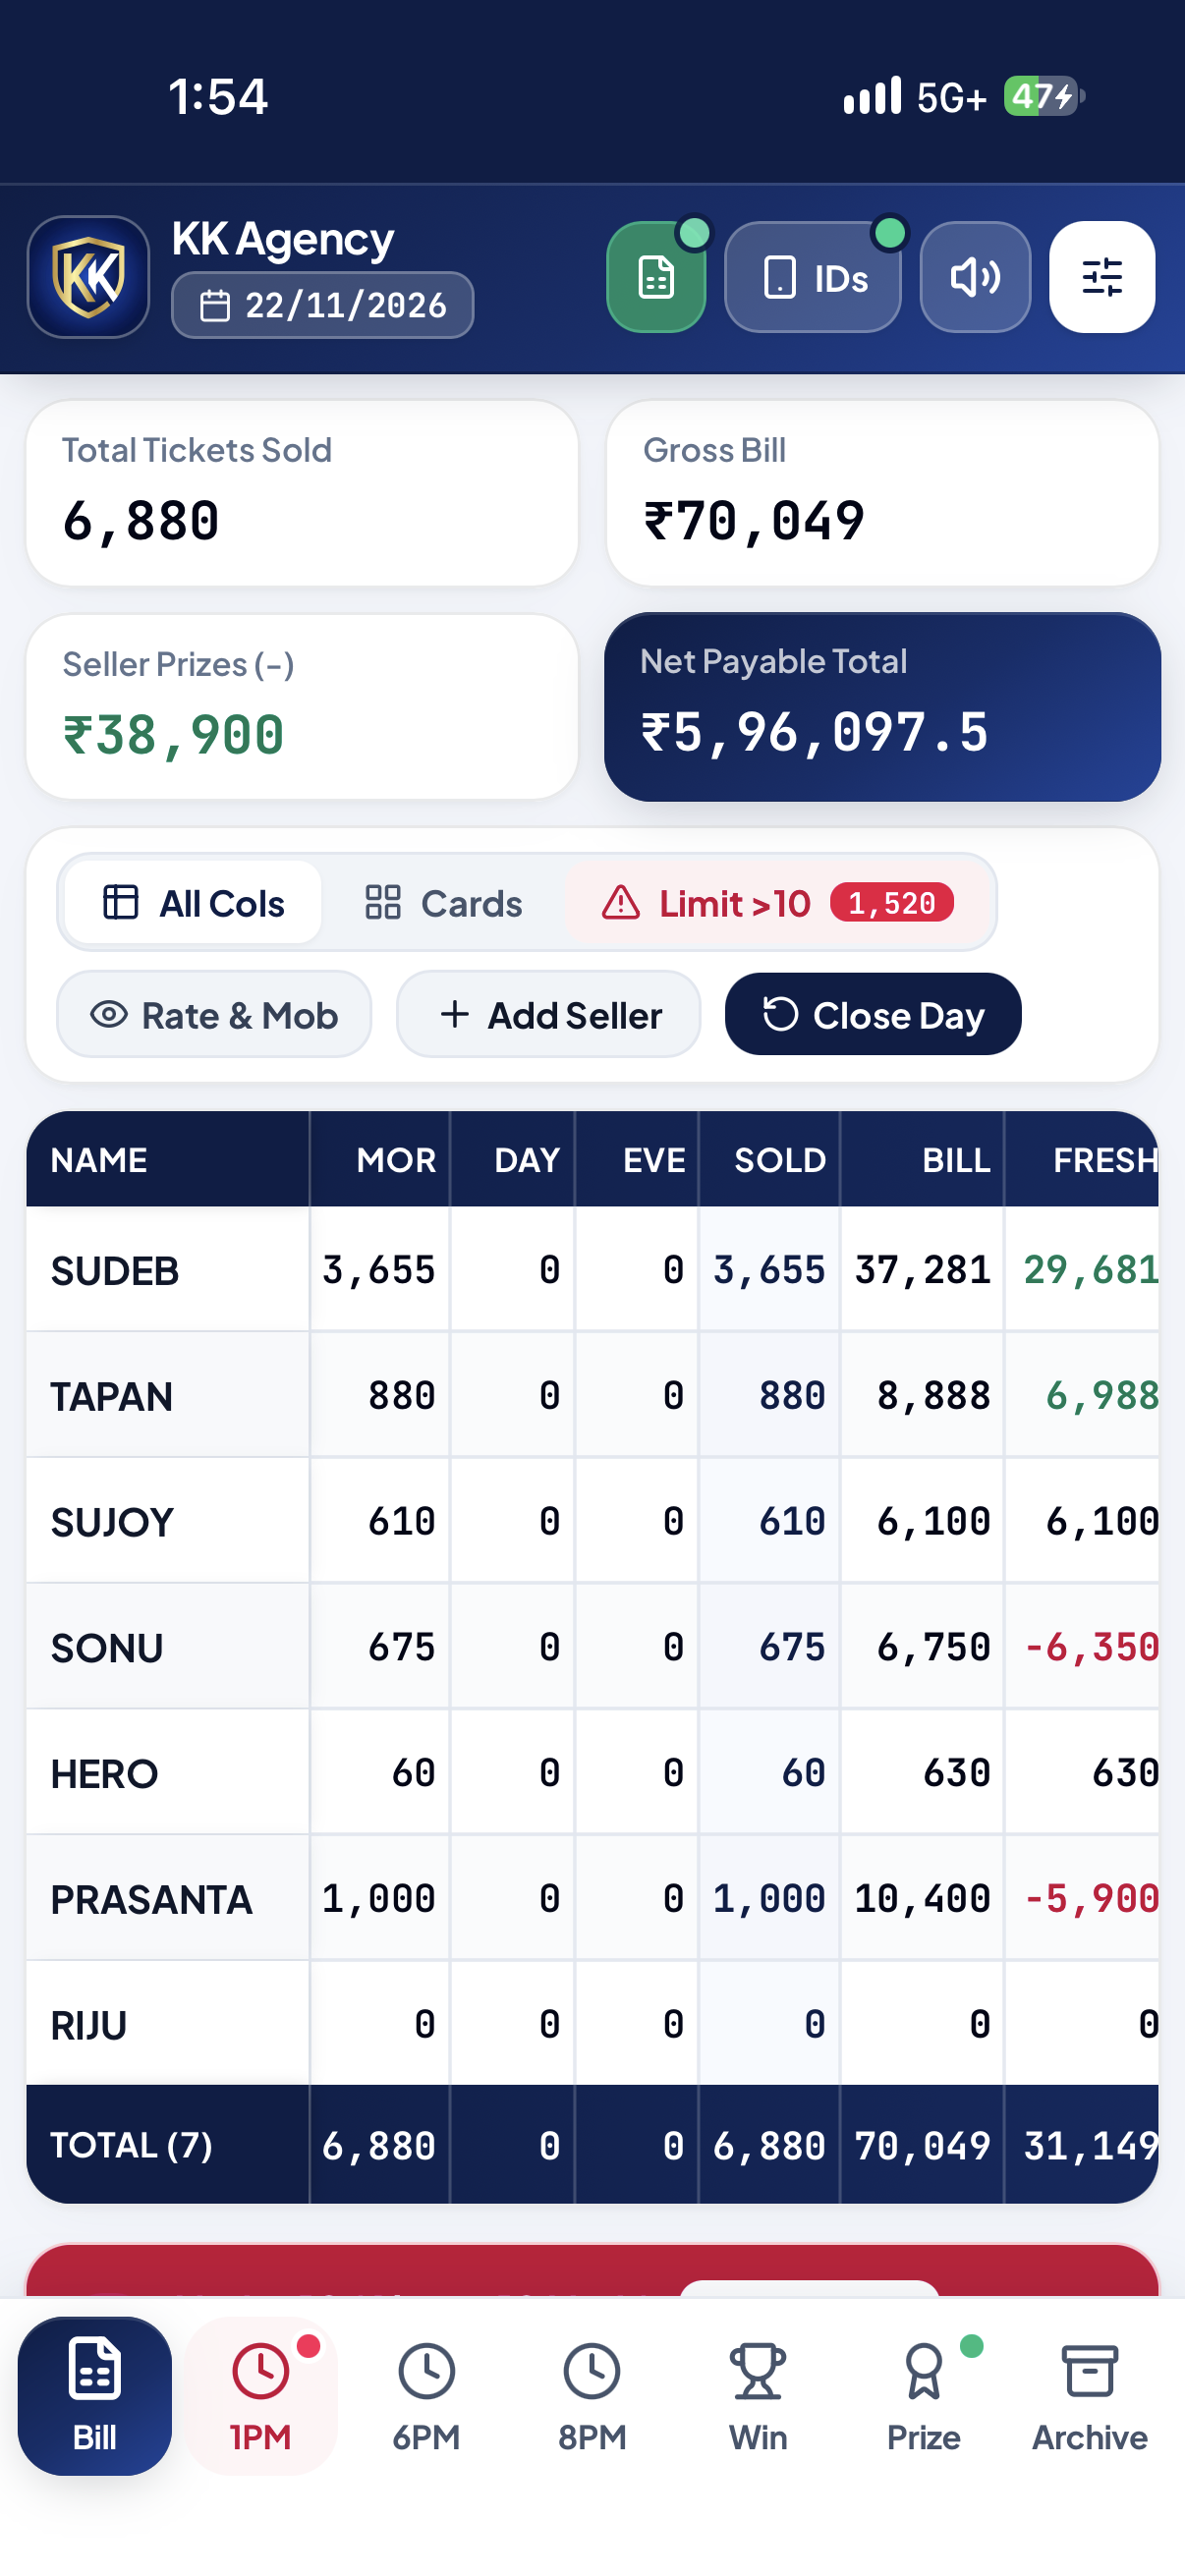 1:54 5G+ 47
KK KK Agency
22/11/2026 IDs
Total Tickets Sold Gross Bill
6,880 ₹70,049
Seller Prizes (-) Net Payable Total
₹38,900 ₹5,96,097.5
All Cols Cards Limit >10 1,520
Rate & Mob + Add Seller Close Day
NAME MOR DAY EVE SOLD BILL FRESH
SUDEB 3,655 0 0 3,655 37,281 29,681
TAPAN 880 0 0 880 8,888 6,988
SUJOY 610 0 0 610 6,100 6,100
SONU 675 0 0 675 6,750 -6,350
HERO 60 0 0 60 630 630
PRASANTA 1,000 0 0 1,000 10,400 -5,900
RIJU 0 0 0 0 0 0
TOTAL (7) 6,880 0 0 6,880 70,049 31,149
Bill 1PM 6PM 8PM Win Prize Archive